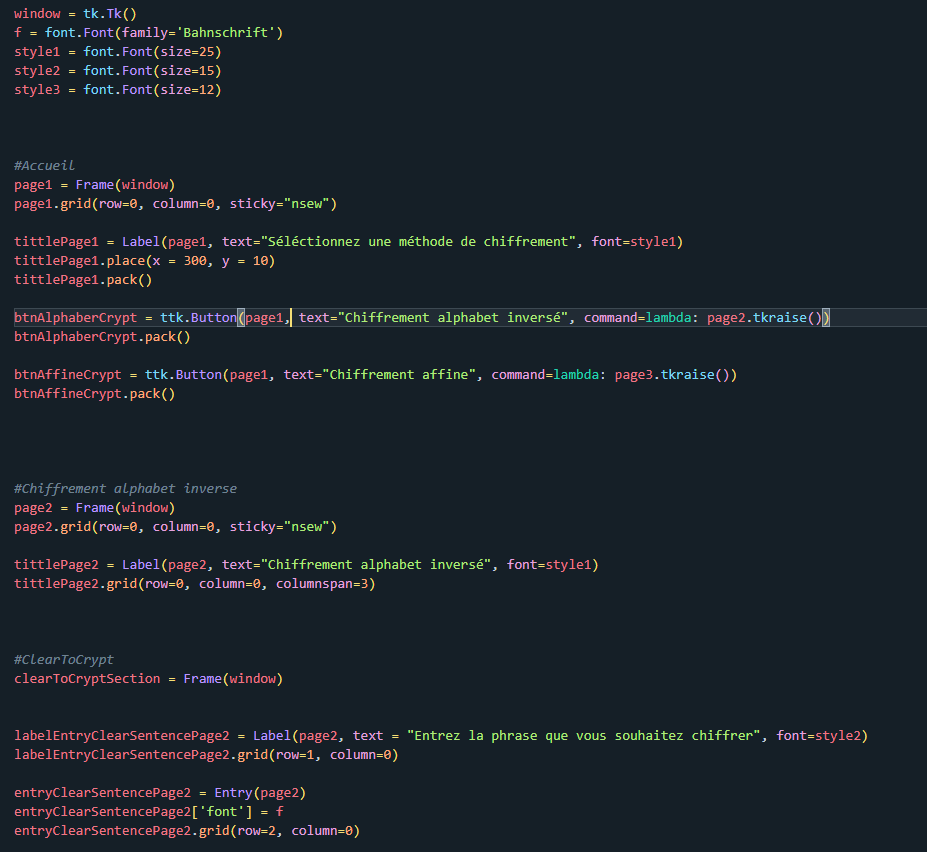 window = tk.Tk()
f = font.Font(family='Bahnschrift')
style1 = font.Font(size=25)
style2 = font.Font(size=15)
style3 = font.Font(size=12)
#Accueil
page1 = Frame(window)
page1.grid(row=0, column=0, sticky="nsew")
tittlePage1 = Label(page1, text="Séléctionnez une méthode de chiffrement", font=style1)
tittlePage1.place(x = 300, y = 10)
tittlePage1.pack()
btnAlphaberCrypt = ttk.Button(page1, text="Chiffrement alphabet inversé", command=lambda: page2.tkraise())
btnAlphaberCrypt.pack()
btnAffineCrypt = ttk.Button(page1, text="Chiffrement affine", command=lambda: page3.tkraise())
btnAffineCrypt.pack()
#Chiffrement alphabet inverse
page2 = Frame(window)
page2.grid(row=0, column=0, sticky="nsew")
tittlePage2 = Label(page2, text="Chiffrement alphabet inversé", font=style1)
tittlePage2.grid(row=0, column=0, columnspan=3)
#ClearToCrypt
clearToCryptSection = Frame(window)
labelEntryClearSentencePage2 = Label(page2, text = "Entrez la phrase que vous souhaitez chiffrer", font=style2)
labelEntryClearSentencePage2.grid(row=1, column=0)
entryClearSentencePage2 = Entry(page2)
entryClearSentencePage2['font'] = f
entryClearSentencePage2.grid(row=2, column=0)